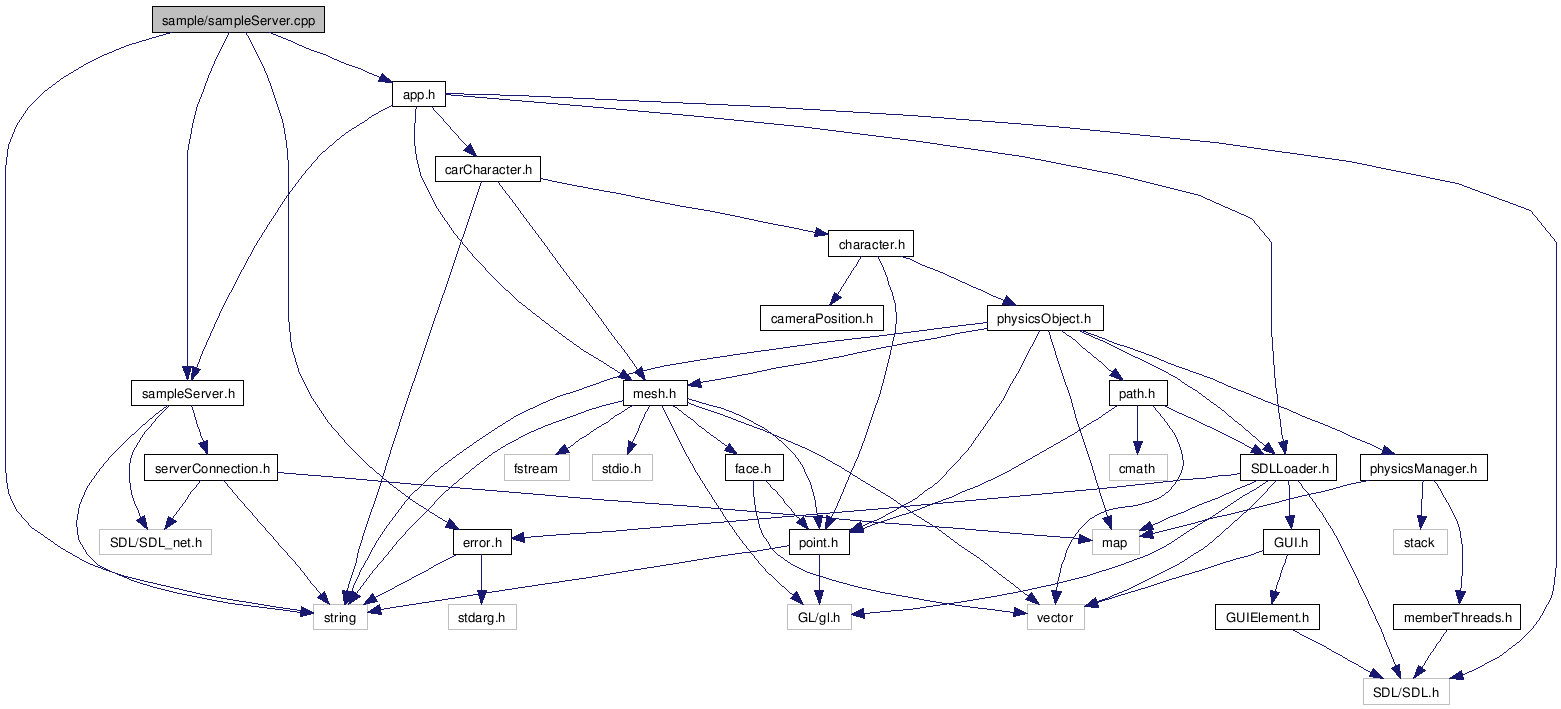 sample/sampleServer.cpp
app.h
carCharacter.h
character.h
cameraPosition.h
physicsObject.h
sampleServer.h
mesh.h
path.h
serverConnection.h
fstream
stdio.h
face.h
cmath
SDLLoader.h
physicsManager.h
SDL/SDL_net.h
error.h
point.h
map
GUI.h
stack
string
stdarg.h
GL/gl.h
vector
GUIElement.h
memberThreads.h
SDL/SDL.h